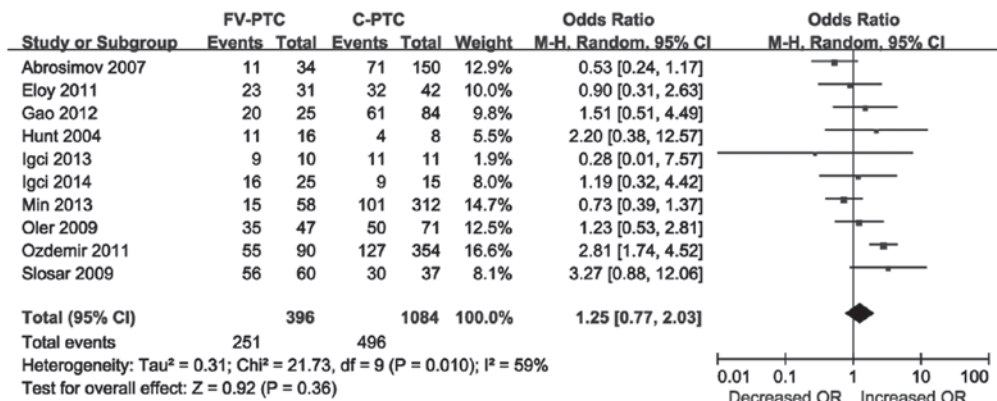 FV-PTC C-PTC Odds Ratio Odds Ratio
Study or Subgroup Events Total Events Total Weight M-H, Random, 95% CI M-H, Random, 95% CI
Abrosimov 2007 11 34 71 150 12.9% 0.53 [0.24, 1.17]
Eloy 2011 23 31 32 42 10.0% 0.90 [0.31, 2.63]
Gao 2012 20 25 61 84 9.8% 1.51 [0.51, 4.49]
Hunt 2004 11 16 4 8 5.5% 2.20 [0.38, 12.57]
Igci 2013 9 10 11 11 1.9% 0.28 [0.01, 7.57]
Igci 2014 16 25 9 15 8.0% 1.19 [0.32, 4.42]
Min 2013 15 58 101 312 14.7% 0.73 [0.39, 1.37]
Oler 2009 35 47 50 71 12.5% 1.23 [0.53, 2.81]
Ozdemir 2011 55 90 127 354 16.6% 2.81 [1.74, 4.52]
Slosar 2009 56 60 30 37 8.1% 3.27 [0.88, 12.06]
Total (95% CI) 396 1084 100.0% 1.25 [0.77, 2.03]
Total events 251 496
Heterogeneity: Tau² = 0.31; Chi² = 21.73, df = 9 (P = 0.010); I² = 59%
Test for overall effect: Z = 0.92 (P = 0.36)
0.01 0.1 1 10 100
Decreased OR Increased OR